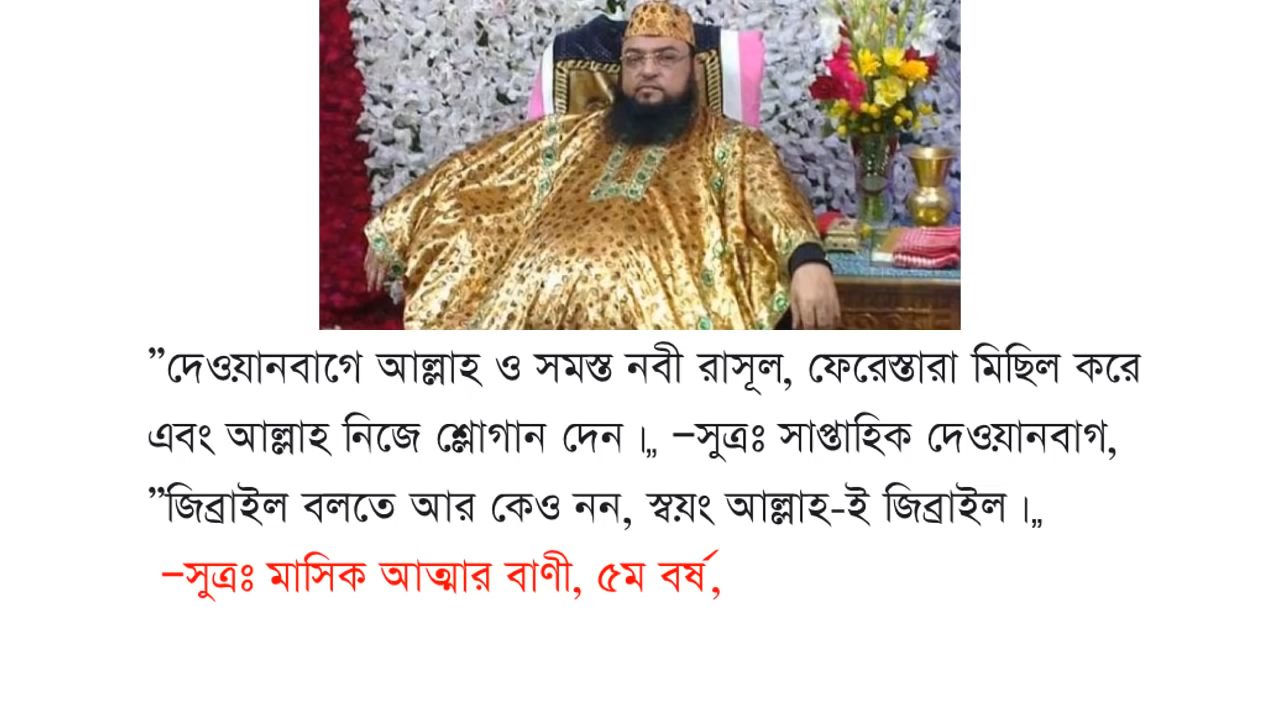 ”দেওয়ানবাগে আল্লাহ ও সমস্ত নবী রাসূল, ফেরেস্তারা মিছিল করে
এবং আল্লাহ নিজে শ্লোগান দেন।„ –সুত্রঃ সাপ্তাহিক দেওয়ানবাগ,
”জিব্রাইল বলতে আর কেও নন, স্বয়ং আল্লাহ-ই জিব্রাইল।„
–সুত্রঃ মাসিক আত্মার বাণী, ৫ম বর্ষ,